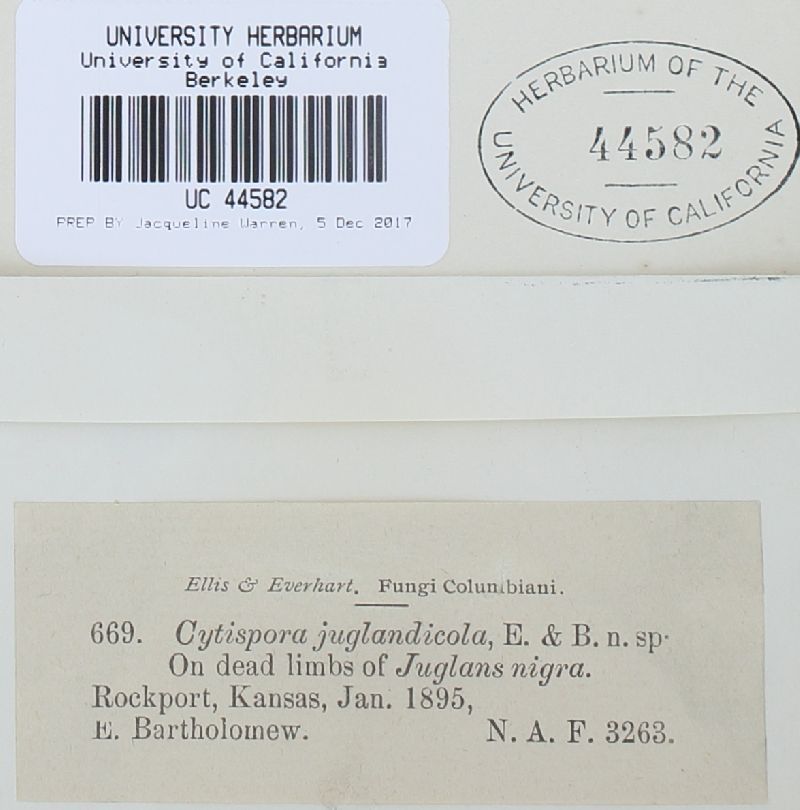 UNIVERSITY HERBARIUM
University of California
Berkeley
UC 44582
PREP BY Jacqueline Warren, 5 Dec 2017
HERBARIUM OF THE
44582
UNIVERSITY OF CALIFORNIA
Ellis & Everhart. Fungi Columbiani.
669. Cytispora juglandicola, E. & B. n. sp.
On dead limbs of Juglans nigra.
Rockport, Kansas, Jan. 1895,
E. Bartholomew. N. A. F. 3263.